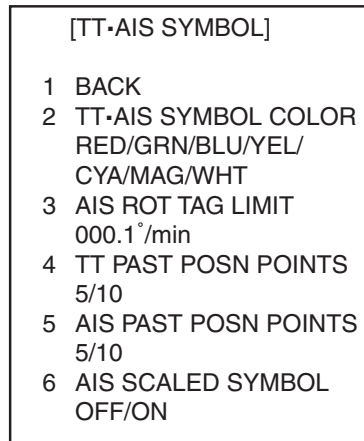 [TT▪AIS SYMBOL]
1 BACK
2 TT▪AIS SYMBOL COLOR
RED/GRN/BLU/YEL/
CYA/MAG/WHT
3 AIS ROT TAG LIMIT
000.1°/min
4 TT PAST POSN POINTS
5/10
5 AIS PAST POSN POINTS
5/10
6 AIS SCALED SYMBOL
OFF/ON